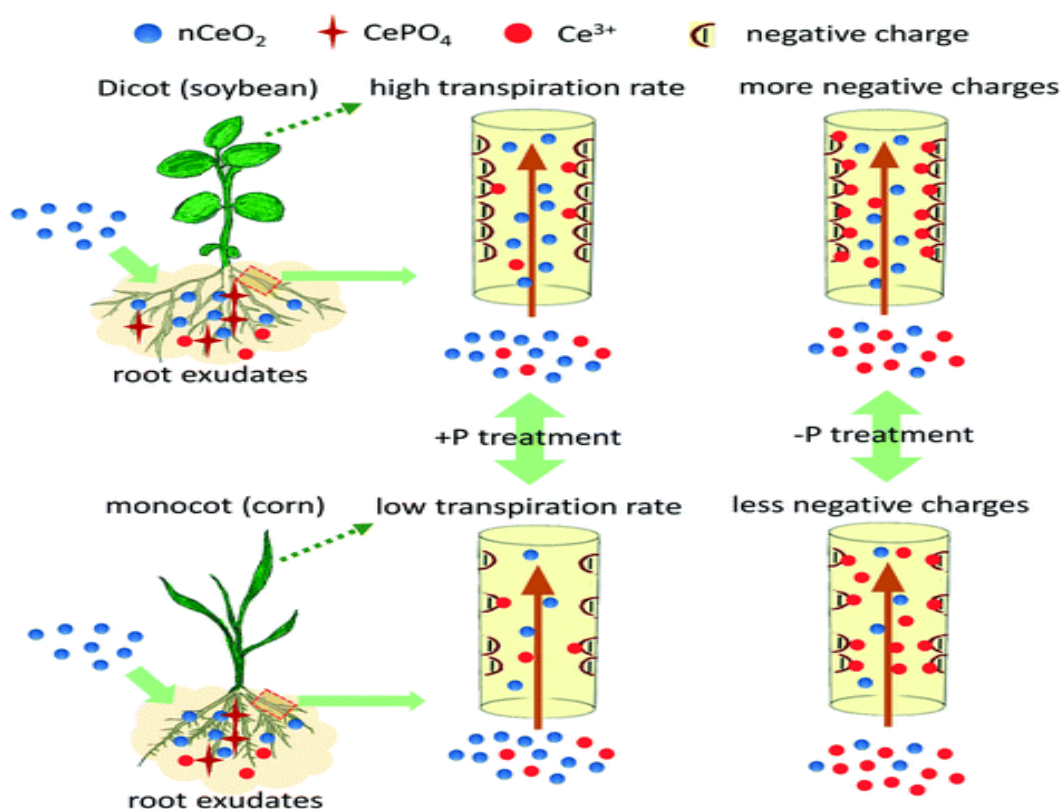 nCeO₂ CePO₄ Ce³⁺ negative charge
Dicot (soybean) high transpiration rate more negative charges
root exudates
+P treatment -P treatment
monocot (corn) low transpiration rate less negative charges
root exudates